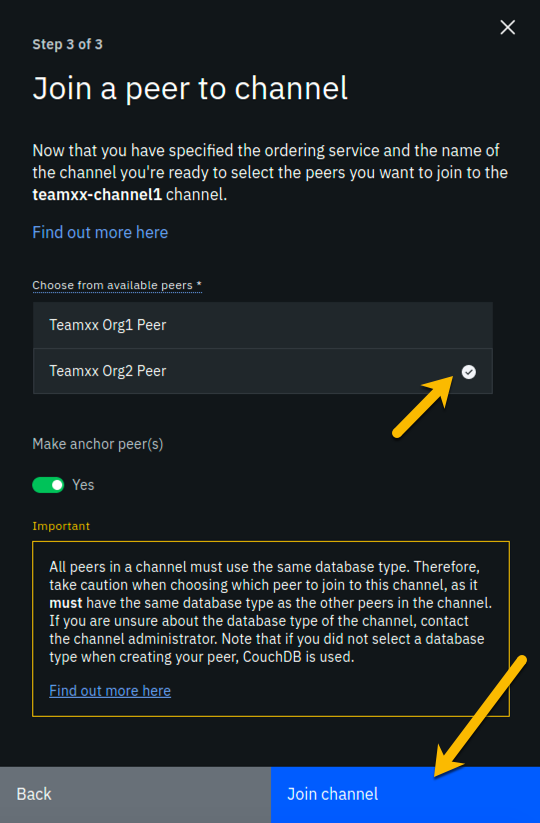 Step 3 of 3
Join a peer to channel
Now that you have specified the ordering service and the name of
the channel you're ready to select the peers you want to join to the
teamxx-channel1 channel.
Find out more here
Choose from available peers *
Teamxx Org1 Peer
Teamxx Org2 Peer
Make anchor peer(s)
Yes
Important
All peers in a channel must use the same database type. Therefore,
take caution when choosing which peer to join to this channel, as it
must have the same database type as the other peers in the channel.
If you are unsure about the database type of the channel, contact
the channel administrator. Note that if you did not select a database
type when creating your peer, CouchDB is used.
Find out more here
Back
Join channel